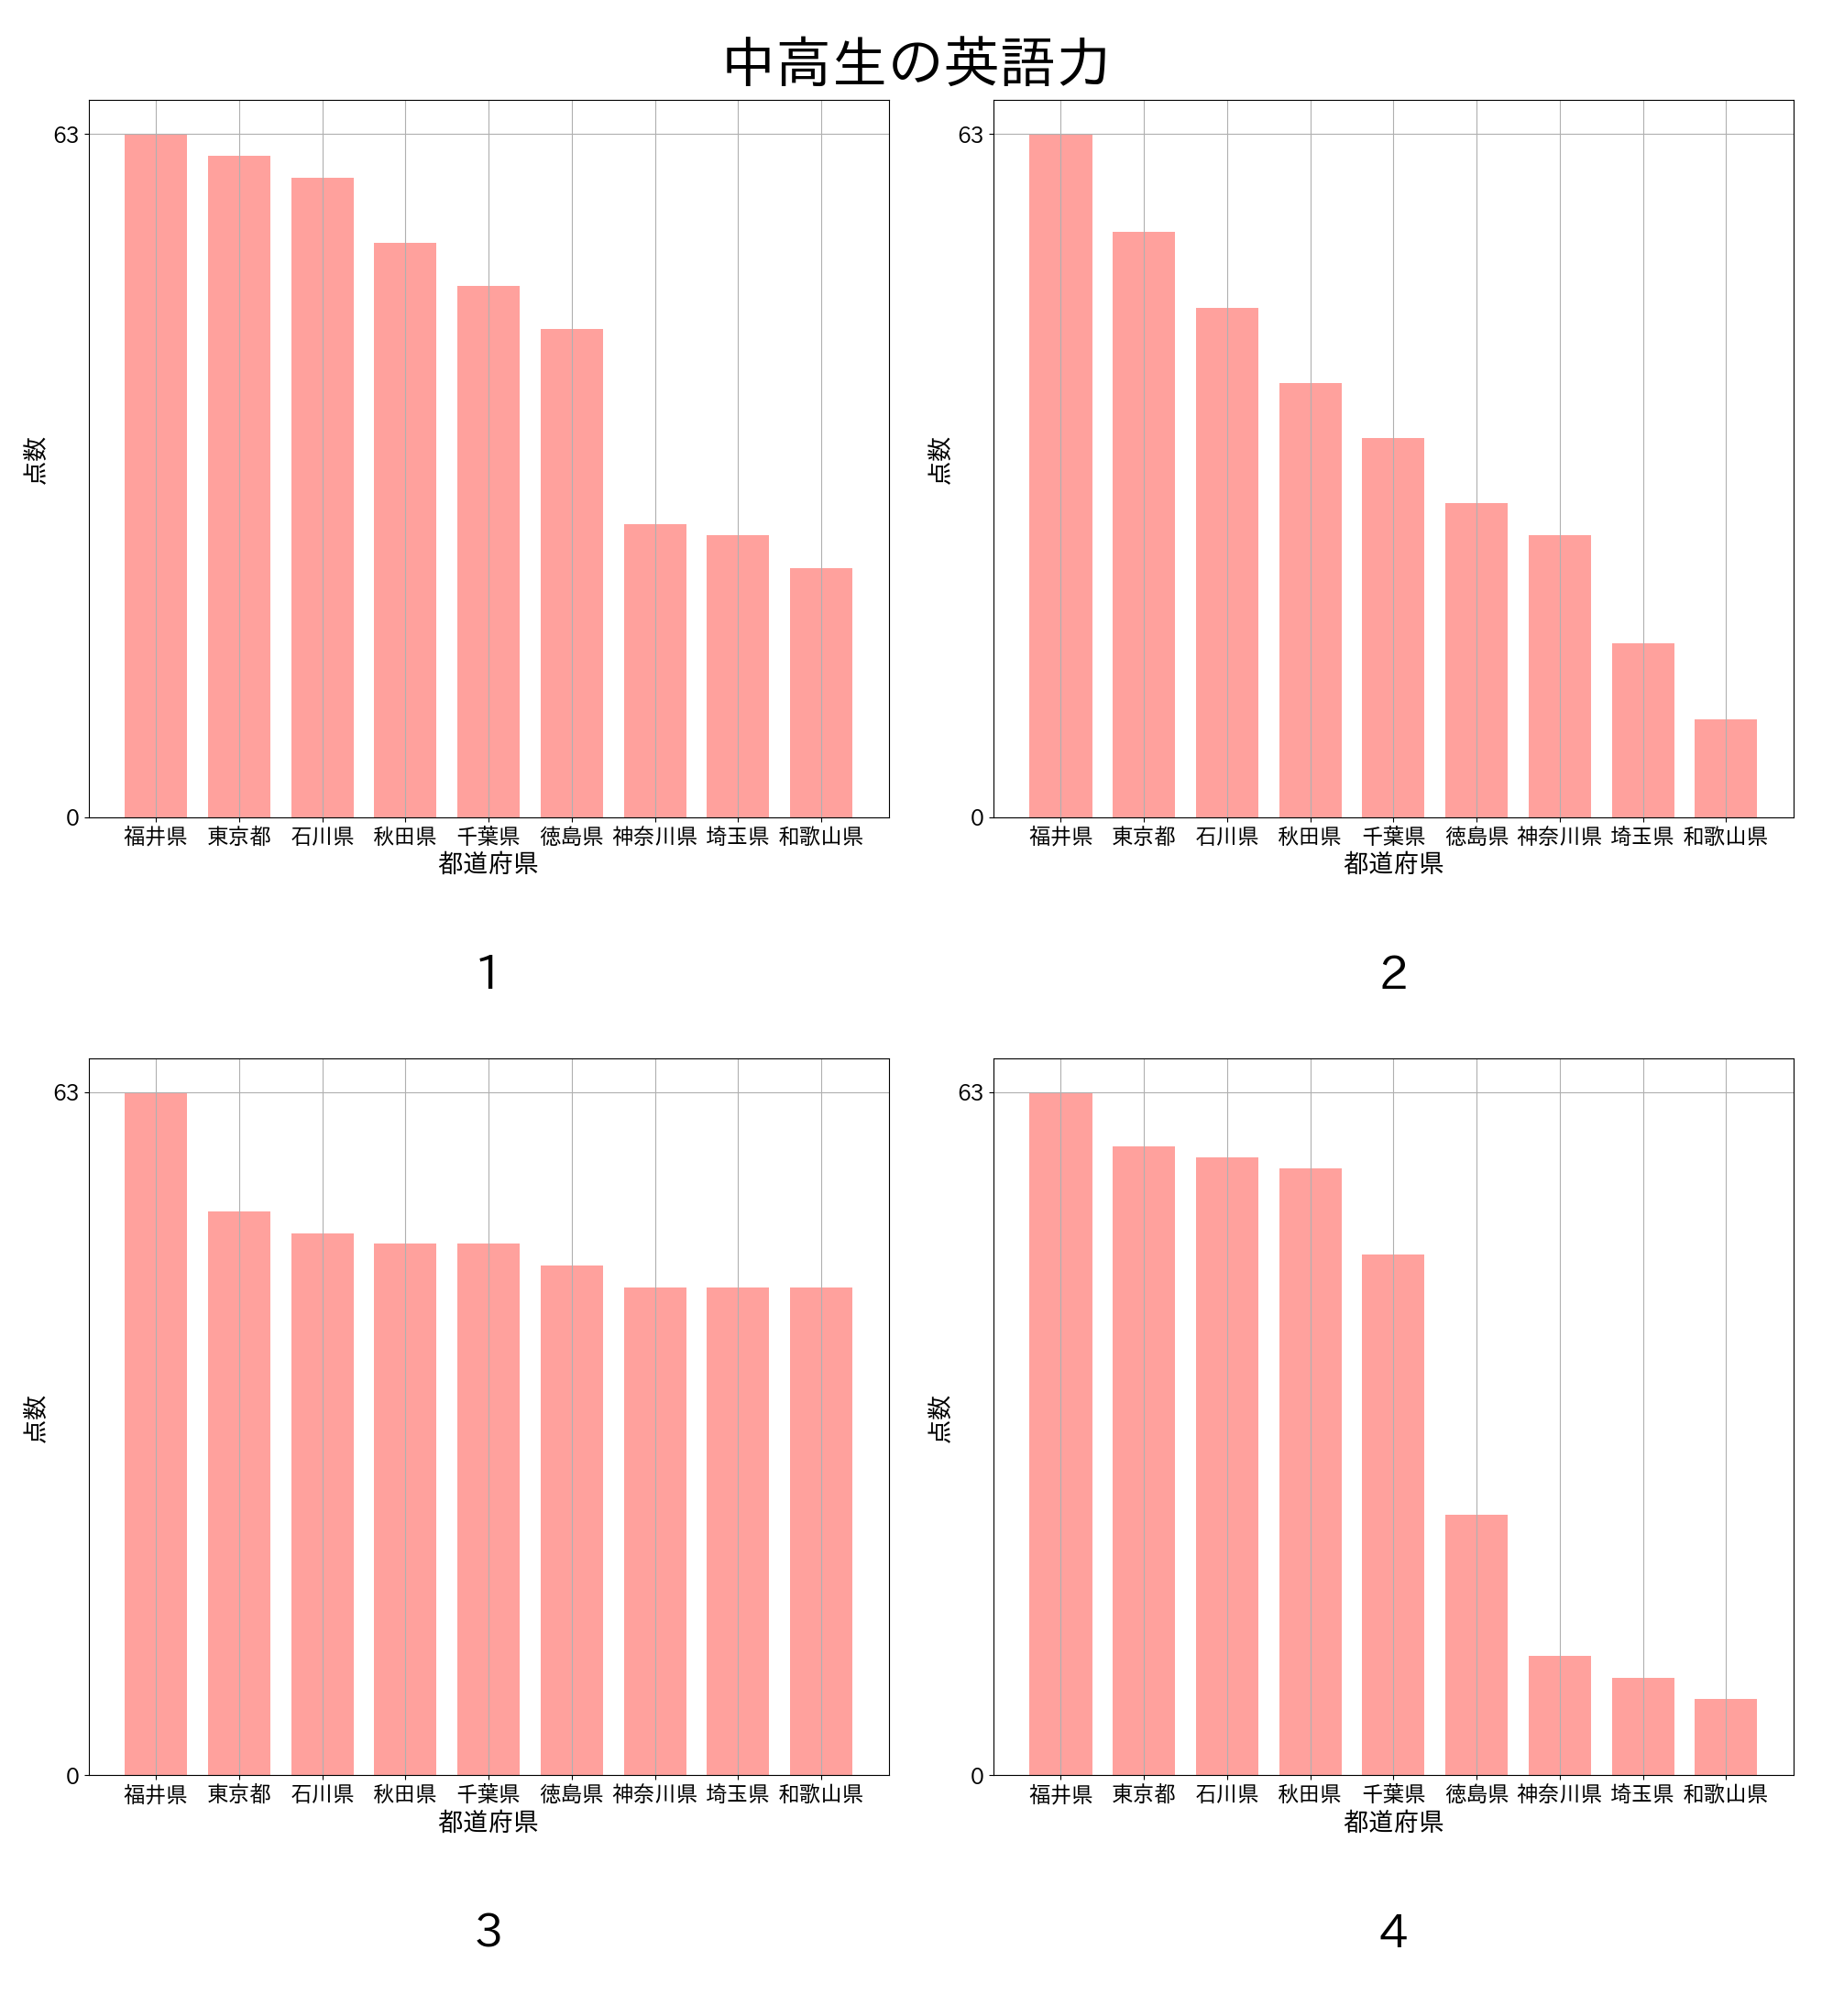 中高生の英語力
63
0
点数
福井県 東京都 石川県 秋田県 千葉県 徳島県 神奈川県 埼玉県 和歌山県
都道府県
1
63
0
点数
福井県 東京都 石川県 秋田県 千葉県 徳島県 神奈川県 埼玉県 和歌山県
都道府県
2
63
0
点数
福井県 東京都 石川県 秋田県 千葉県 徳島県 神奈川県 埼玉県 和歌山県
都道府県
3
63
0
点数
福井県 東京都 石川県 秋田県 千葉県 徳島県 神奈川県 埼玉県 和歌山県
都道府県
4